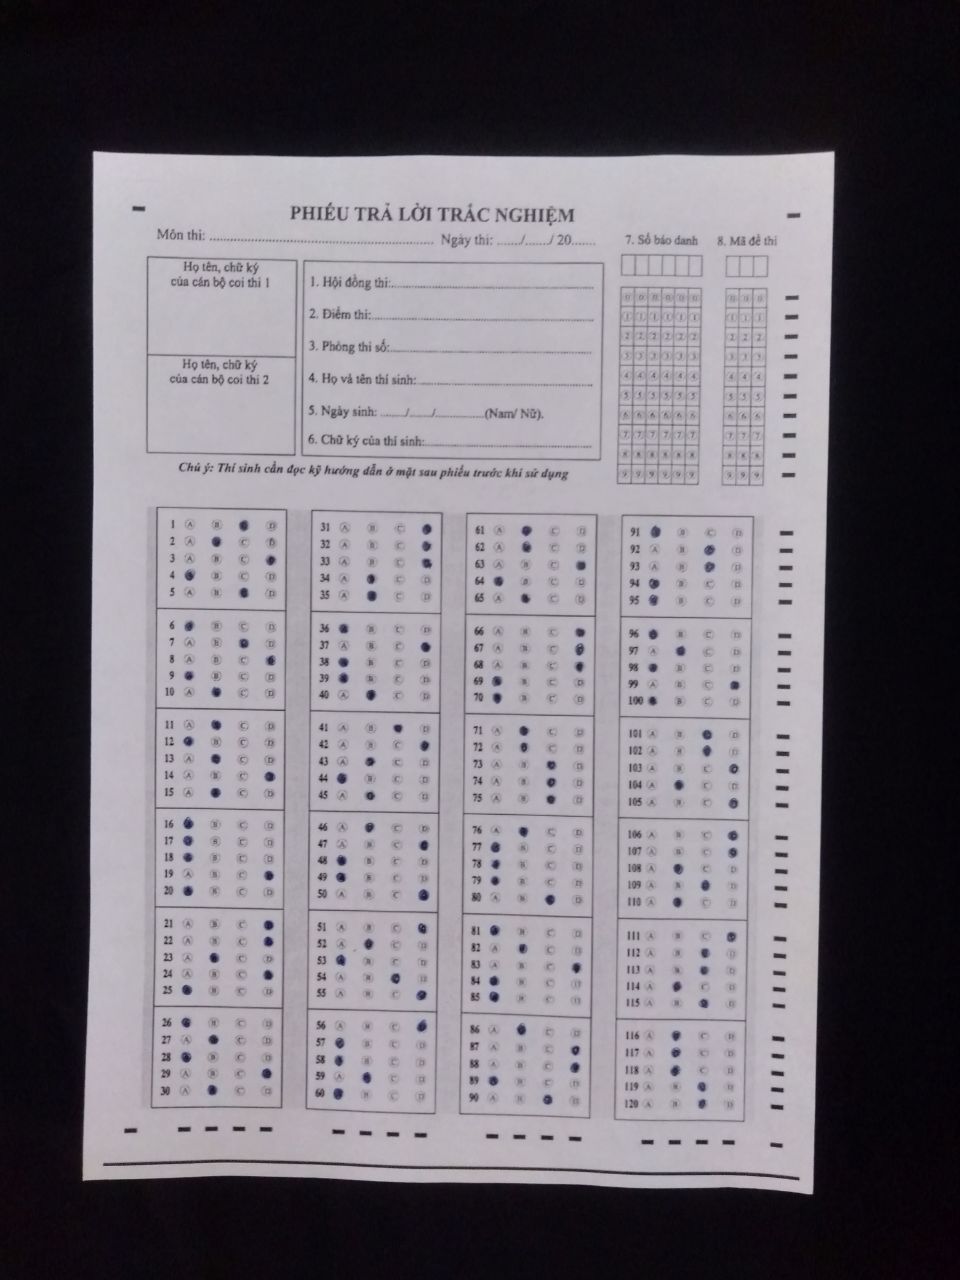 PHIẾU TRẢ LỜI TRẮC NGHIỆM
Môn thi: ........................................................ Ngày thi: ....../....../ 20......
7. Số báo danh
8. Mã đề thi
Họ tên, chữ ký
của cán bộ coi thi 1
Họ tên, chữ ký
của cán bộ coi thi 2
1. Hội đồng thi:
2. Điểm thi:
3. Phòng thi số:
4. Họ và tên thí sinh:
5. Ngày sinh: ....../....../............(Nam/ Nữ).
6. Chữ ký của thí sinh:
0 0 0 0 0 0 0 0 0
1 1 1 1 1 1 1 1 1
2 2 2 2 2 2 2 2 2
3 3 3 3 3 3 3 3 3
4 4 4 4 4 4 4 4 4
5 5 5 5 5 5 5 5 5
6 6 6 6 6 6 6 6 6
7 7 7 7 7 7 7 7 7
8 8 8 8 8 8 8 8 8
9 9 9 9 9 9 9 9 9
Chú ý: Thí sinh cần đọc kỹ hướng dẫn ở mặt sau phiếu trước khi sử dụng
1 A B D
2 A C D
3 A B C
4 B C D
5 A B D
6 B C D
7 A B D
8 A B C
9 B C D
10 A C D
11 A C D
12 B C D
13 A C D
14 A B C
15 A C D
16 B C D
17 B C D
18 B C D
19 A B C
20 B C D
21 A B C
22 A B C
23 A C D
24 A B C
25 B C D
26 B C D
27 A C D
28 B C D
29 A B C
30 A C D
31 A B C
32 A B C
33 A B C
34 A C D
35 A C D
36 B C D
37 A B C
38 B C D
39 B C D
40 A C D
41 A B D
42 A B C
43 A C D
44 B C D
45 A C D
46 A C D
47 A B C
48 B C D
49 B C D
50 A B C
51 A B C
52 A C D
53 B C D
54 A B D
55 A B C
56 A B C
57 B C D
58 B C D
59 A C D
60 B C D
61 A C D
62 A C D
63 A B C
64 B C D
65 A C D
66 A B C
67 A B C
68 A B C
69 B C D
70 B C D
71 A C D
72 A C D
73 A B D
74 A B D
75 A B D
76 A C D
77 B C D
78 B C D
79 B C D
80 A B D
81 B C D
82 A C D
83 A B C
84 B C D
85 B C D
86 A C D
87 A B C
88 A B C
89 B C D
90 A B D
91 B C D
92 A B D
93 A B D
94 B C D
95 B C D
96 B C D
97 A C D
98 B C D
99 A B C
100 B C D
101 A B D
102 A B D
103 A B C
104 A C D
105 A B C
106 A B C
107 A B C
108 A C D
109 A B D
110 A C D
111 A B C
112 A B D
113 A B D
114 A C D
115 A B D
116 A C D
117 A C D
118 A C D
119 A B D
120 A B D